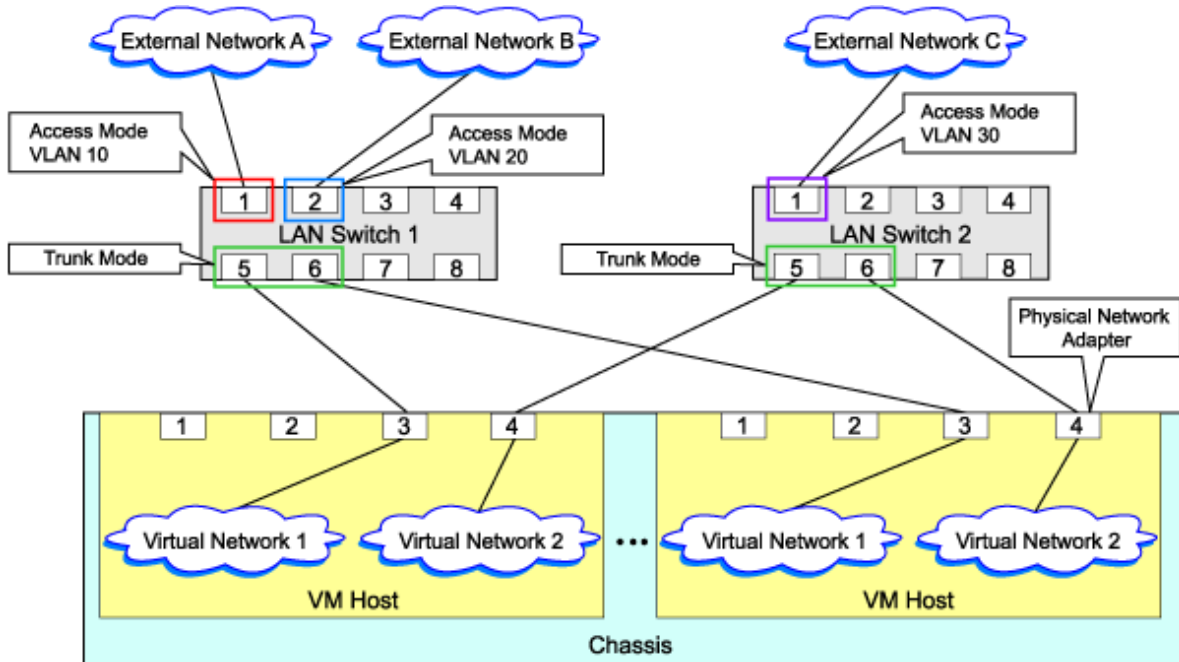 External Network A
External Network B
External Network C
Access Mode
VLAN 10
Access Mode
VLAN 20
Access Mode
VLAN 30
1
2
3
4
LAN Switch 1
5
6
7
8
Trunk Mode
1
2
3
4
LAN Switch 2
5
6
7
8
Trunk Mode
Physical Network
Adapter
1
2
3
4
Virtual Network 1
Virtual Network 2
VM Host
...
1
2
3
4
Virtual Network 1
Virtual Network 2
VM Host
Chassis